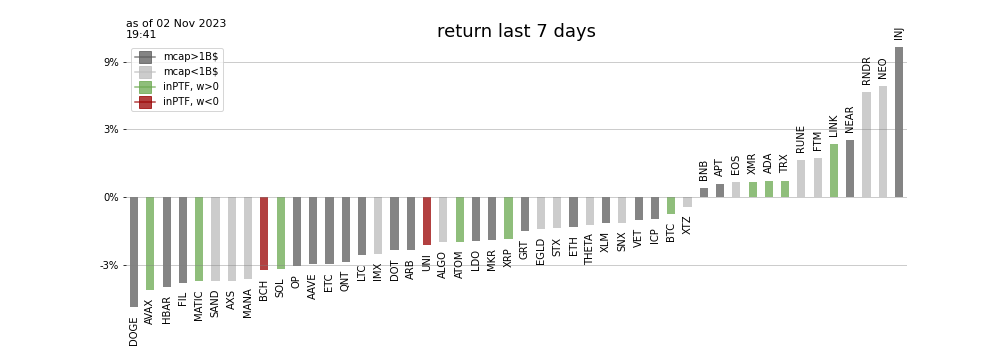 as of 02 Nov 2023
19:41
return last 7 days
mcap>1B$
mcap<1B$
inPTF, w>0
inPTF, w<0
9%
3%
0%
-3%
DOGE
AVAX
HBAR
FIL
MATIC
SAND
AXS
MANA
BCH
SOL
OP
AAVE
ETC
QNT
LTC
IMX
DOT
ARB
UNI
ALGO
ATOM
LDO
MKR
XRP
GRT
EGLD
STX
ETH
THETA
XLM
SNX
VET
ICP
BTC
XTZ
BNB
APT
EOS
XMR
ADA
TRX
RUNE
FTM
LINK
NEAR
RNDR
NEO
INJ